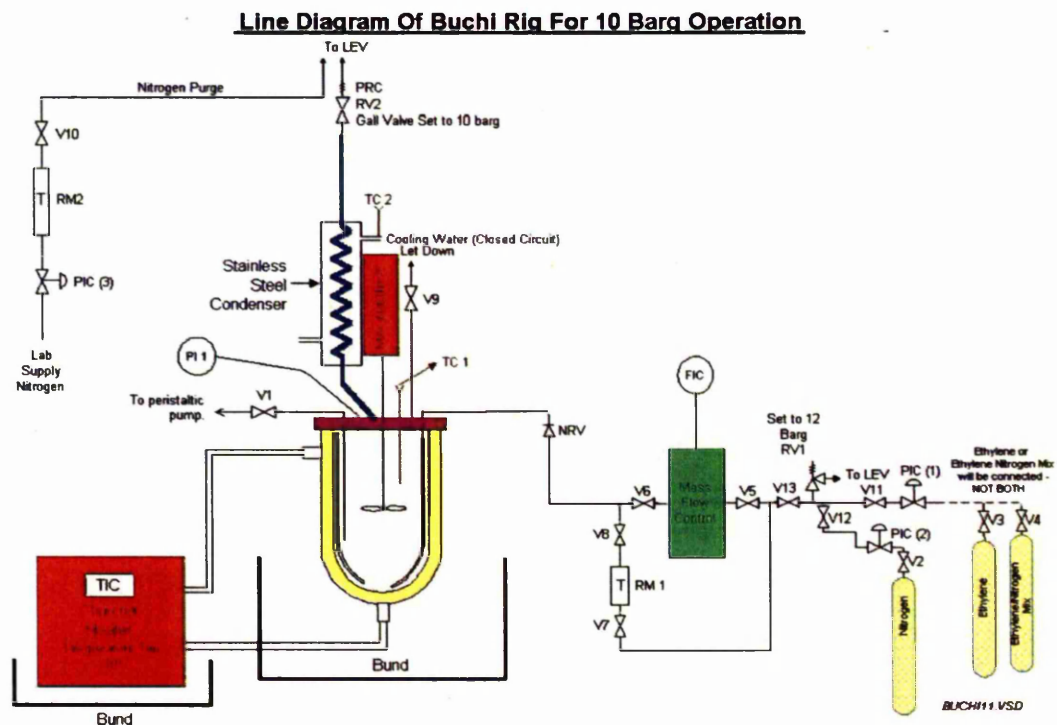 Line Diagram Of Buchi Rig For 10 Barg Operation
To LEV
Nitrogen Purge
PRC
RV2
Gall Valve Set to 10 barg
V10
T
RM2
TC 2
Cooling Water (Closed Circuit)
Let Down
Stainless
Steel
Condenser
V9
PIC (3)
Lab
Supply
Nitrogen
PI 1
TC 1
To peristaltic
pump.
V1
FIC
NRV
Set to 12
Barg
RV1
To LEV
PIC (1)
Ethylene or
Ethylene Nitrogen Mix
will be connected -
NOT BOTH
V6
Mass
Flow
Control
V5
V13
V11
V12
PIC (2)
V3
V4
V8
V2
T
RM 1
V7
Nitrogen
Ethylene
Ethylene/Nitrogen
Mix
TIC
Bund
Bund
BUCHI11.VSD